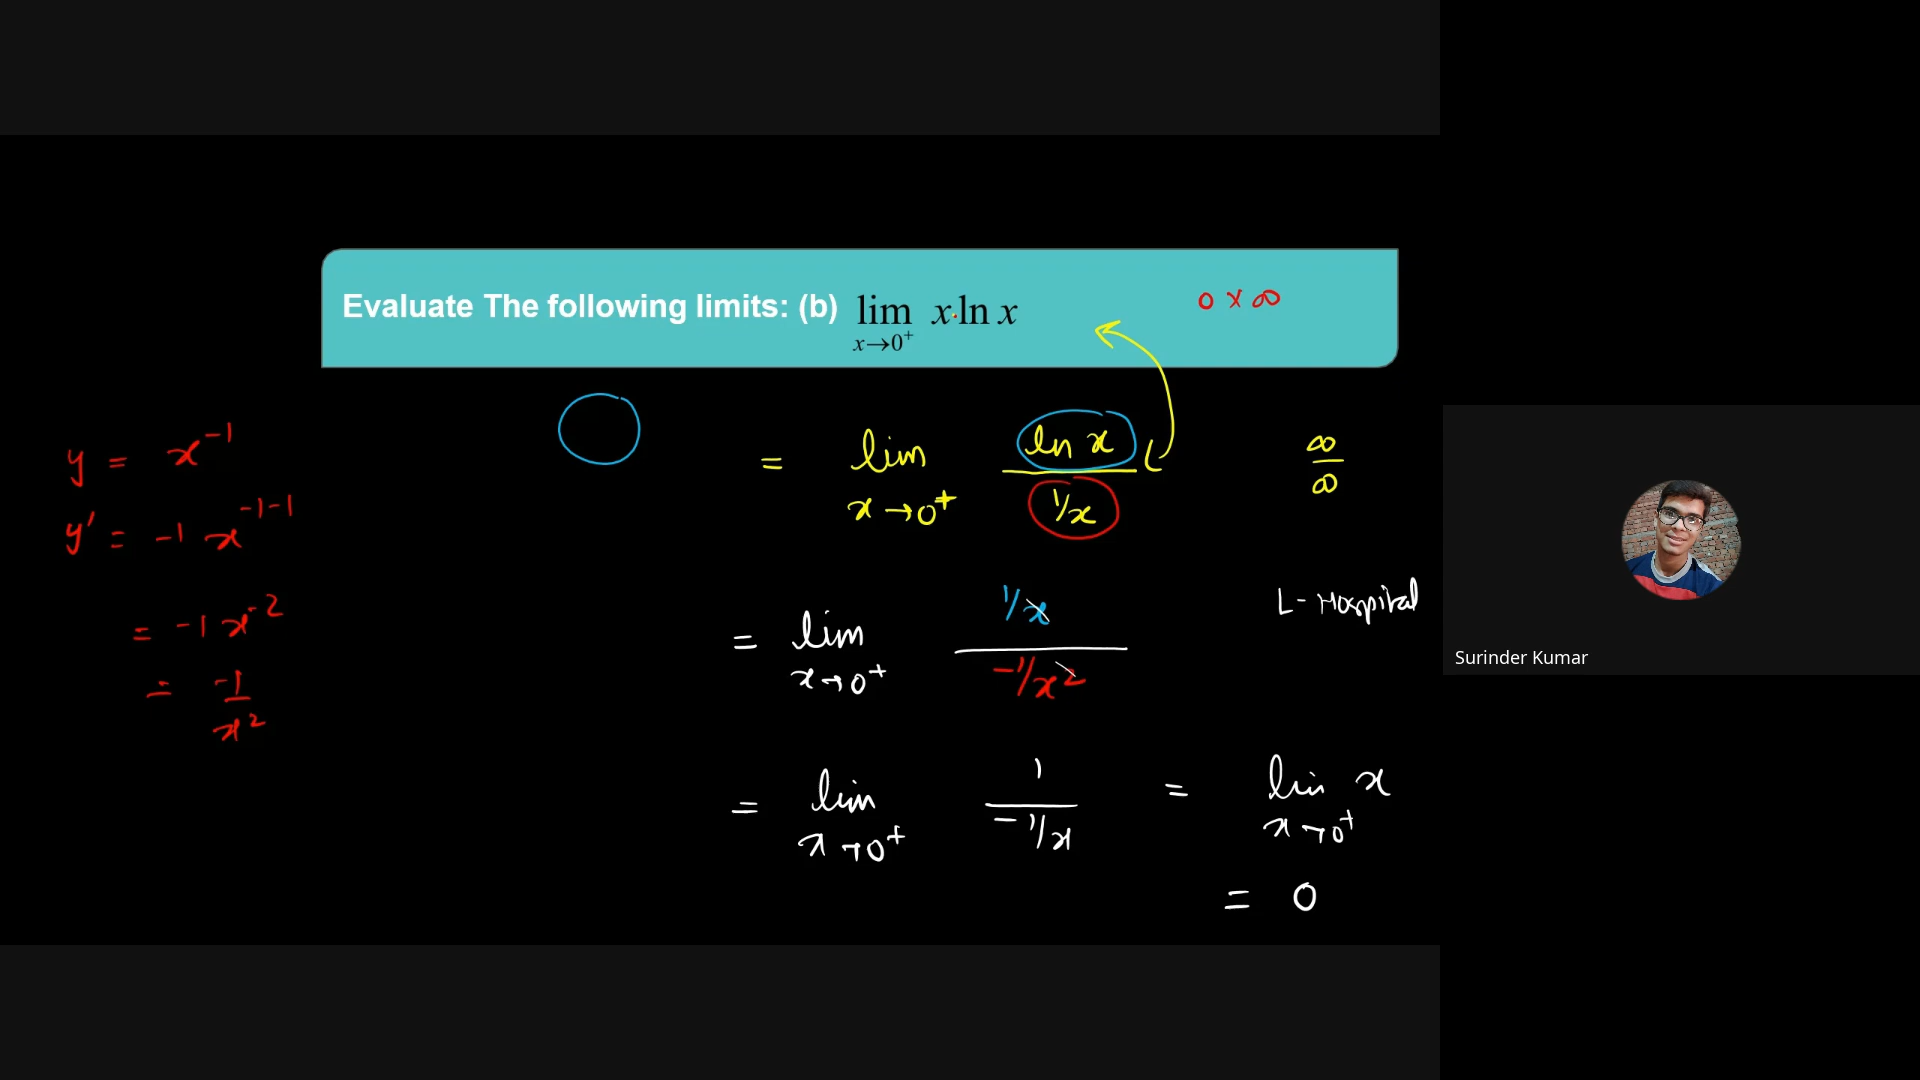 Evaluate The following limits: (b) lim x→0⁺ x·ln x
0 × ∞
y = x⁻¹
y' = -1 x⁻¹⁻¹
= -1 x⁻²
= -1/x²
= lim x→0⁺ ln x / (1/x)
∞/∞
= lim x→0⁺ (1/x) / (-1/x²)
L-Hospital
= lim x→0⁺ 1 / (-1/x) = lim x→0⁺ x
= 0
Surinder Kumar